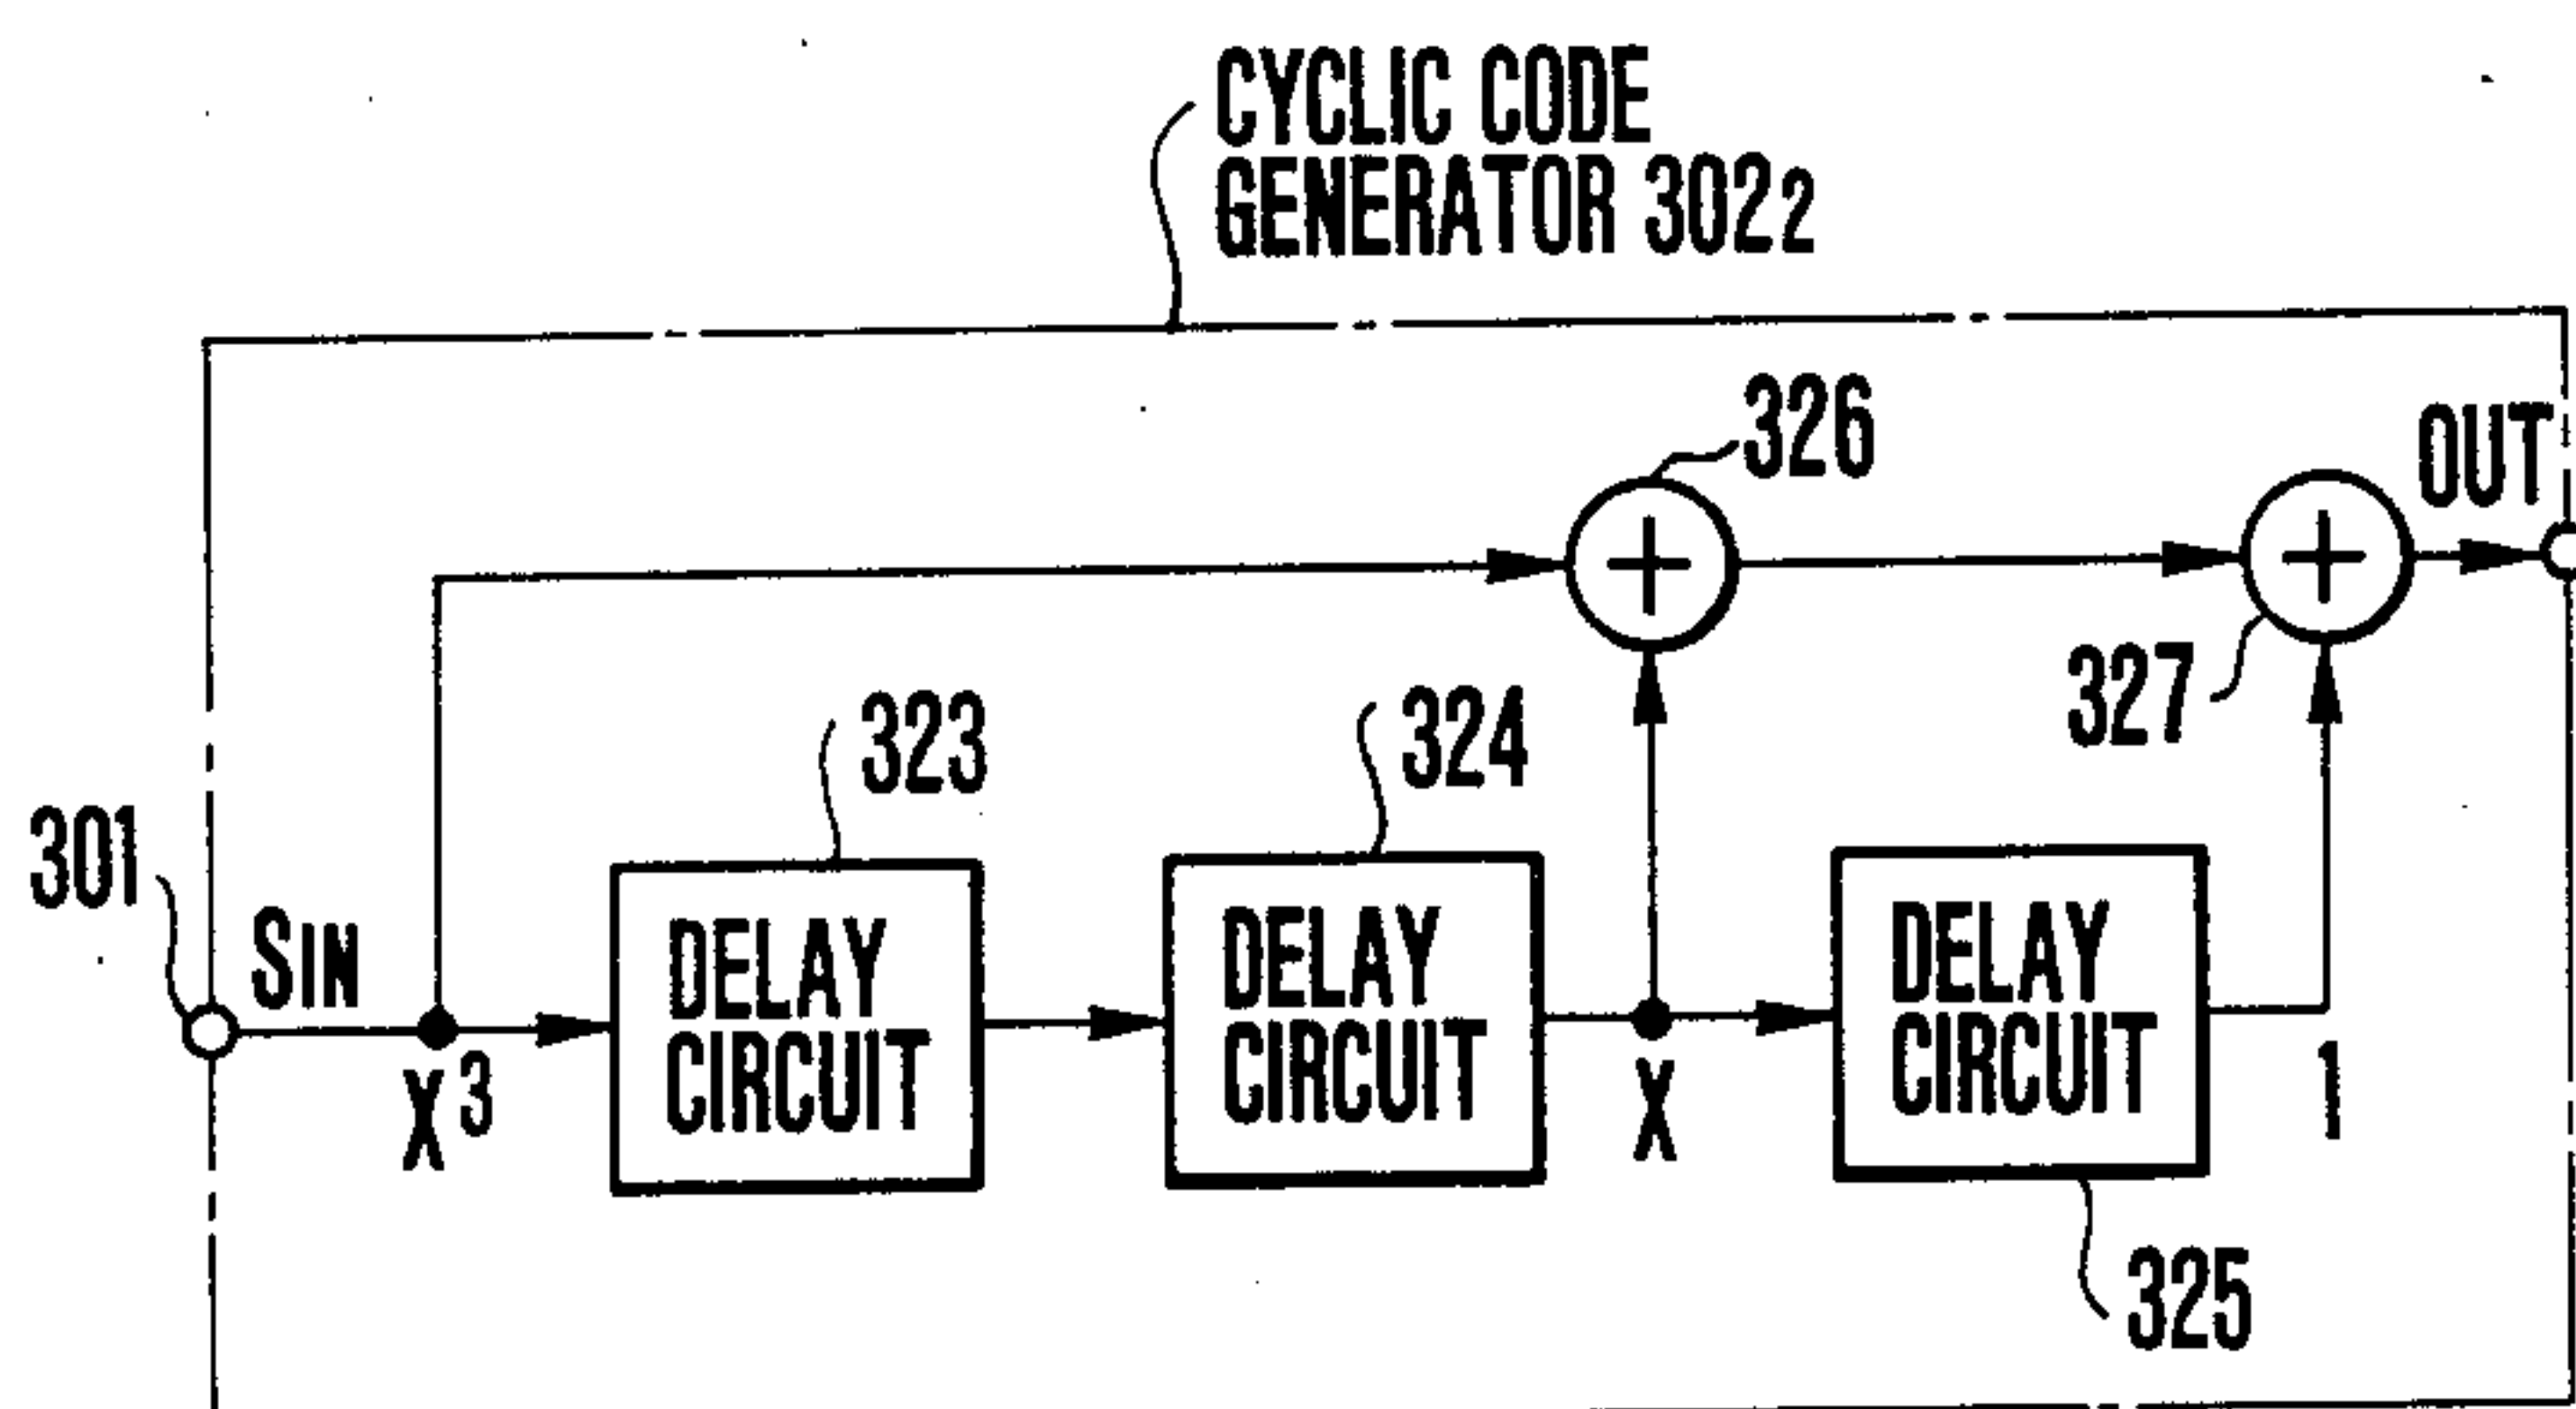 CYCLIC CODE
GENERATOR 302₂
326
OUT
327
323
324
301
SIN
DELAY
CIRCUIT
DELAY
CIRCUIT
DELAY
CIRCUIT
X³
X
1
325